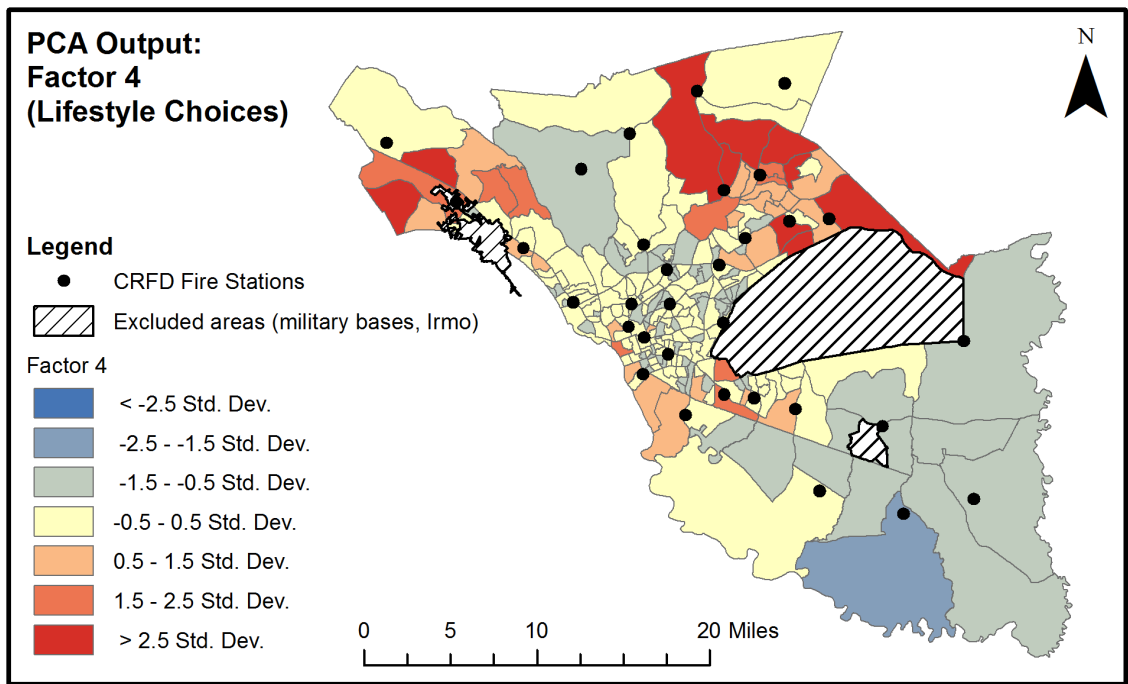 PCA Output:
Factor 4
(Lifestyle Choices)
N
Legend
CRFD Fire Stations
Excluded areas (military bases, Irmo)
Factor 4
< -2.5 Std. Dev.
-2.5 - -1.5 Std. Dev.
-1.5 - -0.5 Std. Dev.
-0.5 - 0.5 Std. Dev.
0.5 - 1.5 Std. Dev.
1.5 - 2.5 Std. Dev.
> 2.5 Std. Dev.
0 5 10 20 Miles